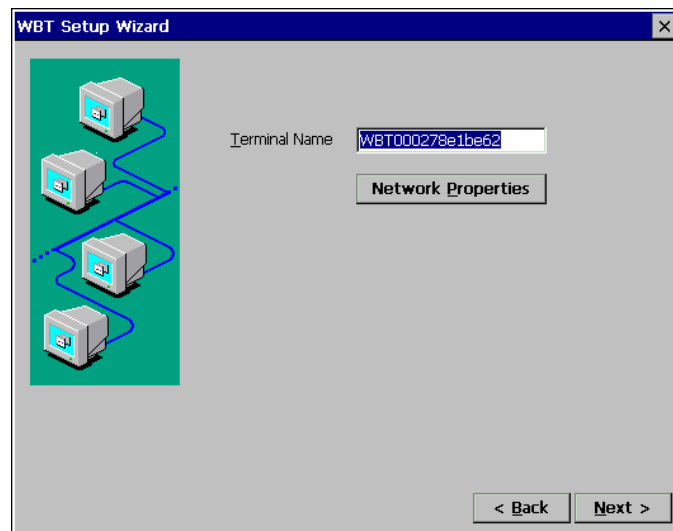 WBT Setup Wizard
Terminal Name WBT000278e1be62
Network Properties
< Back Next >